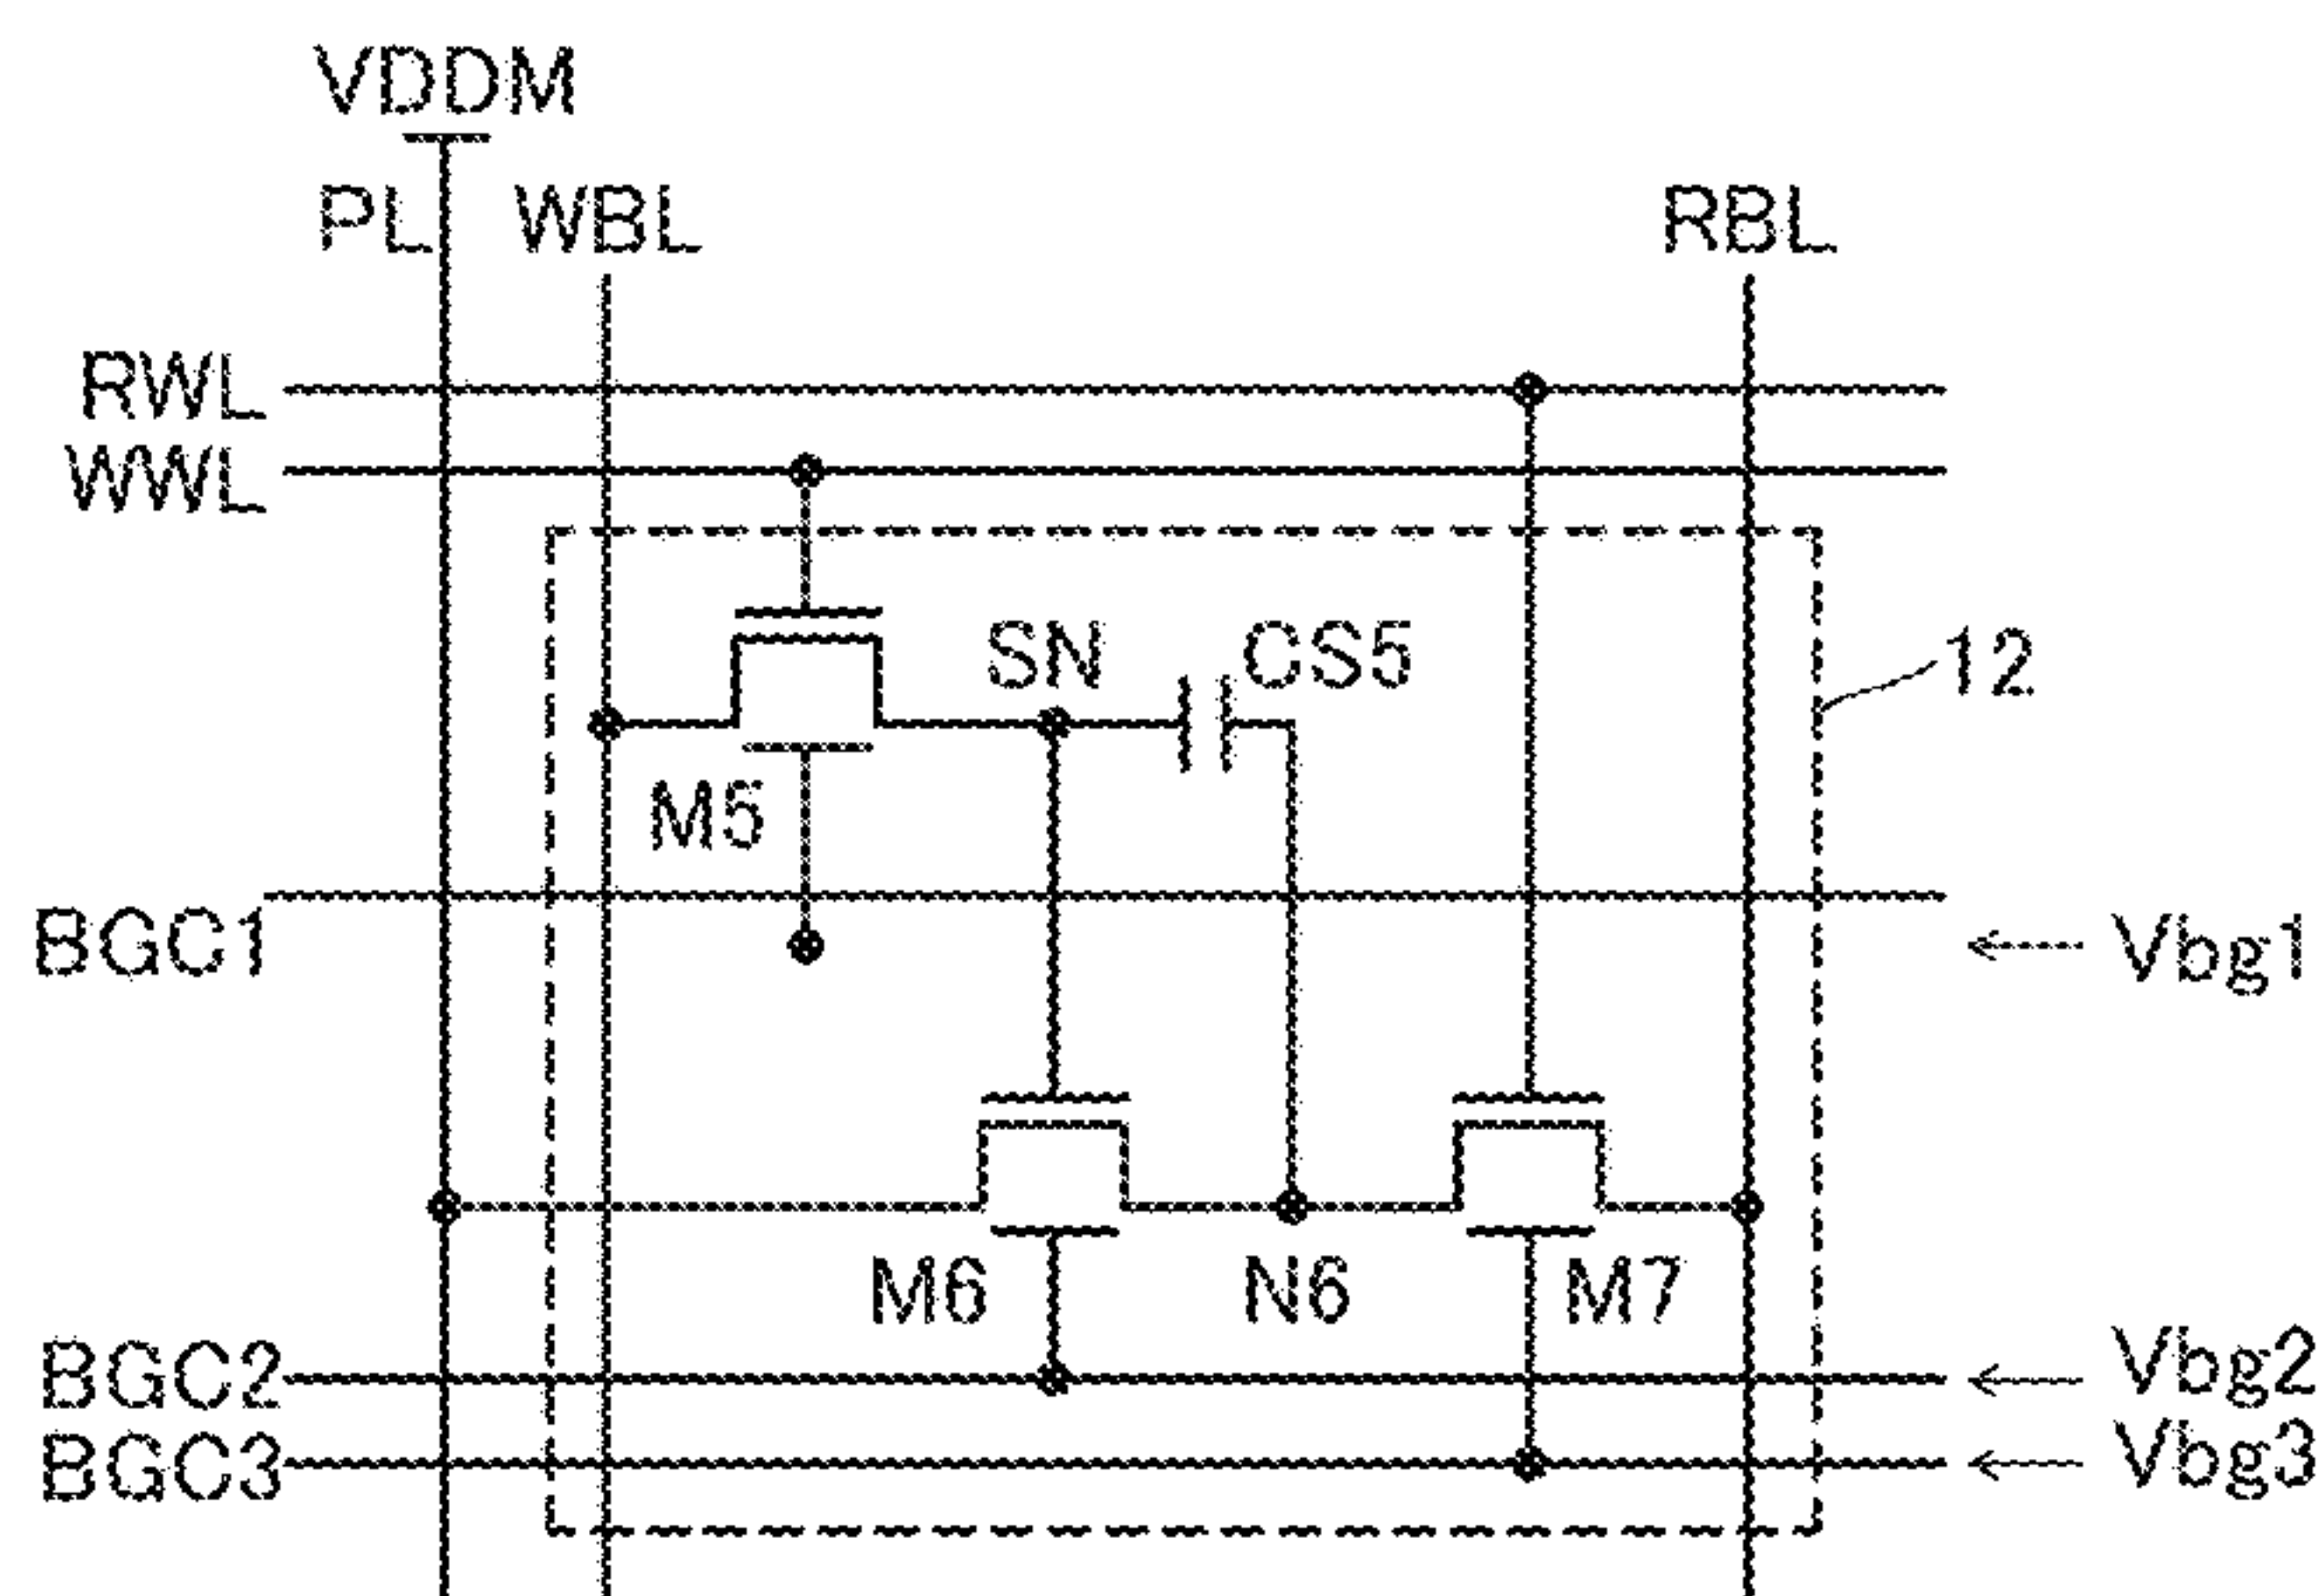 VDDM
PL WBL RBL
RWL
WWL
SN CS5 12
M5
BGC1 Vbg1
M6 N6 M7
BGC2 Vbg2
BGC3 Vbg3